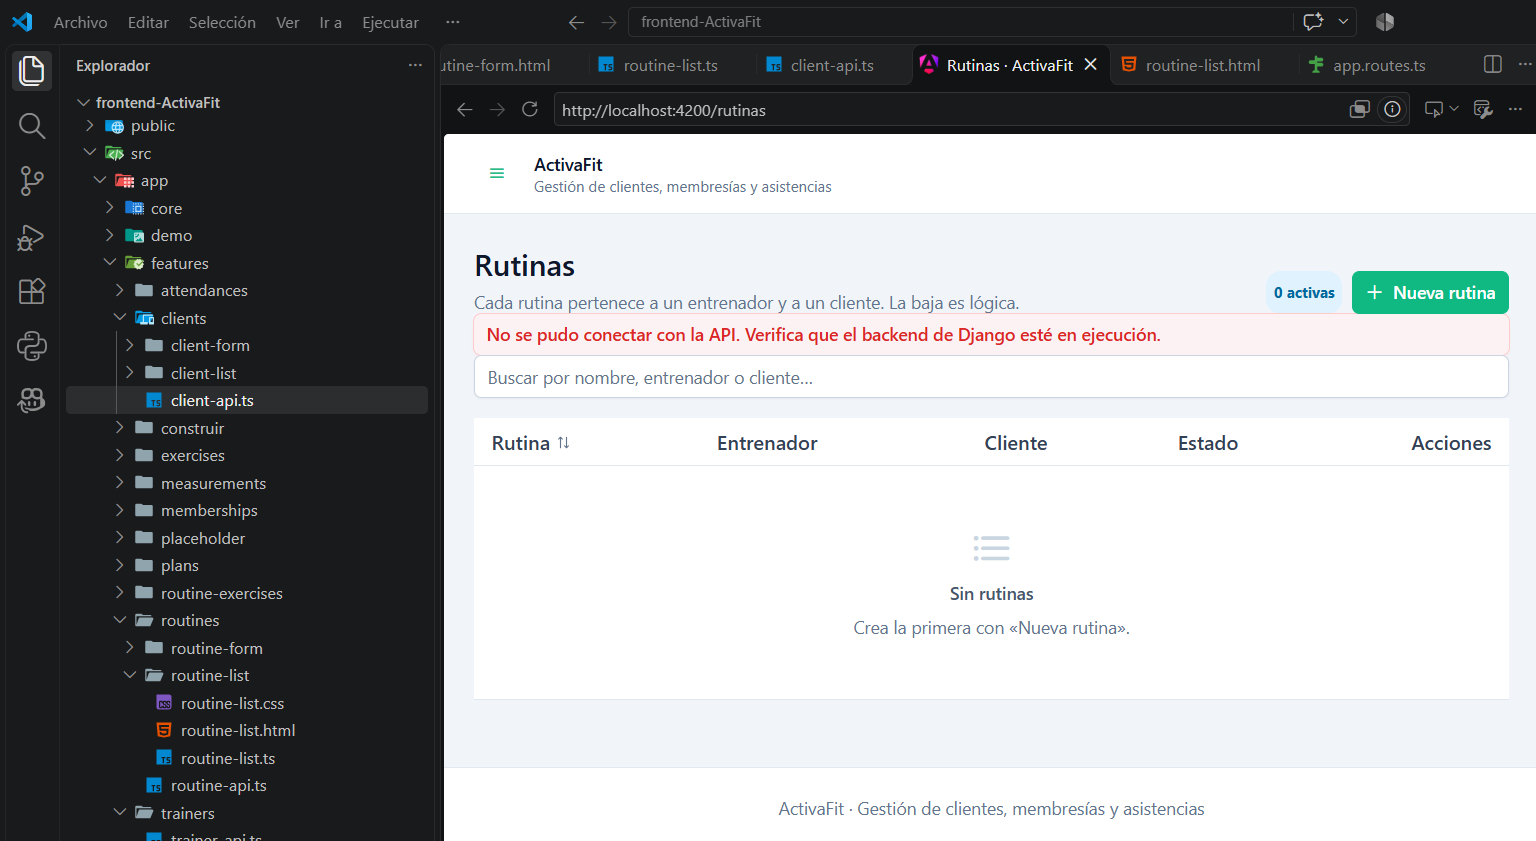 Archivo Editar Selección Ver Ir a Ejecutar ···
frontend-ActivaFit
Explorador ···
frontend-ActivaFit
public
src
app
core
demo
features
attendances
clients
client-form
client-list
client-api.ts
construir
exercises
measurements
memberships
placeholder
plans
routine-exercises
routines
routine-form
routine-list
routine-list.css
routine-list.html
routine-list.ts
routine-api.ts
trainers
trainer-api.ts
utine-form.html routine-list.ts client-api.ts Rutinas · ActivaFit routine-list.html app.routes.ts ···
http://localhost:4200/rutinas
ActivaFit
Gestión de clientes, membresías y asistencias
Rutinas
Cada rutina pertenece a un entrenador y a un cliente. La baja es lógica.
0 activas
+ Nueva rutina
No se pudo conectar con la API. Verifica que el backend de Django esté en ejecución.
Buscar por nombre, entrenador o cliente...
Rutina Entrenador Cliente Estado Acciones
Sin rutinas
Crea la primera con «Nueva rutina».
ActivaFit · Gestión de clientes, membresías y asistencias